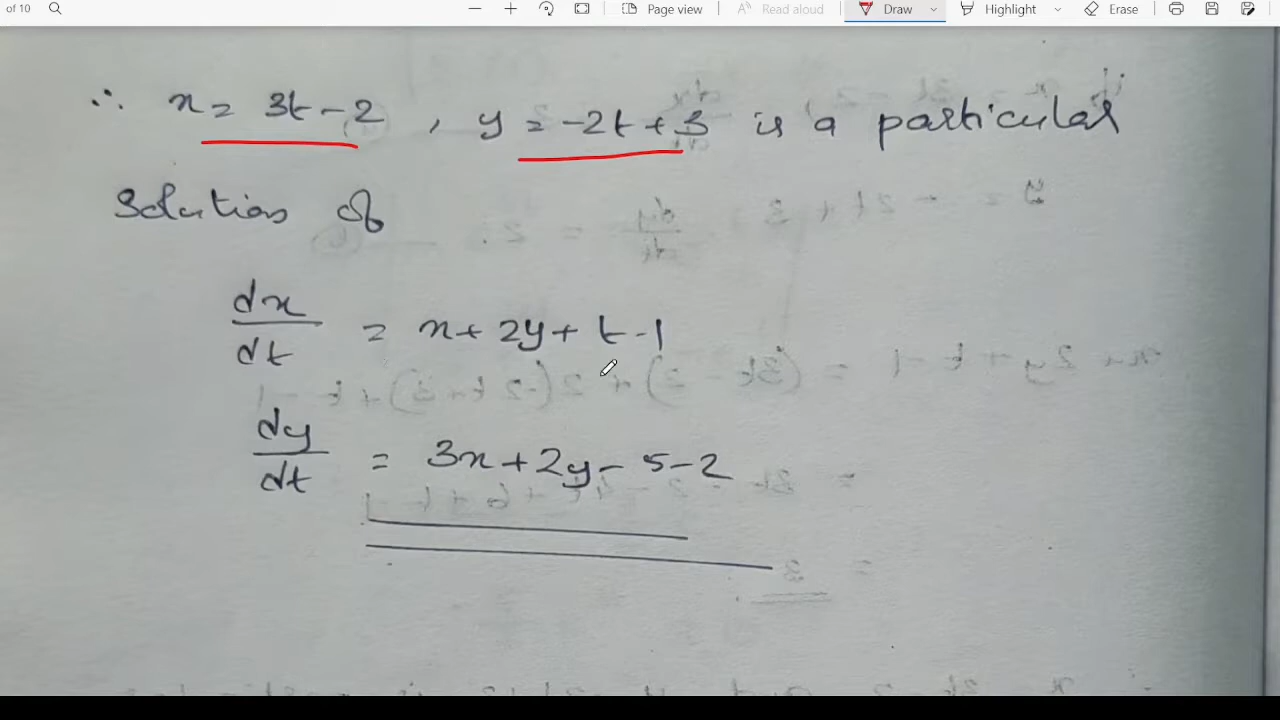 of 10 Page view Read aloud Draw Highlight Erase
∴ x = 3t - 2 , y = -2t + 3 is a particular
Solution of
dx/dt = x + 2y + t - 1
dy/dt = 3x + 2y - 5 - 2